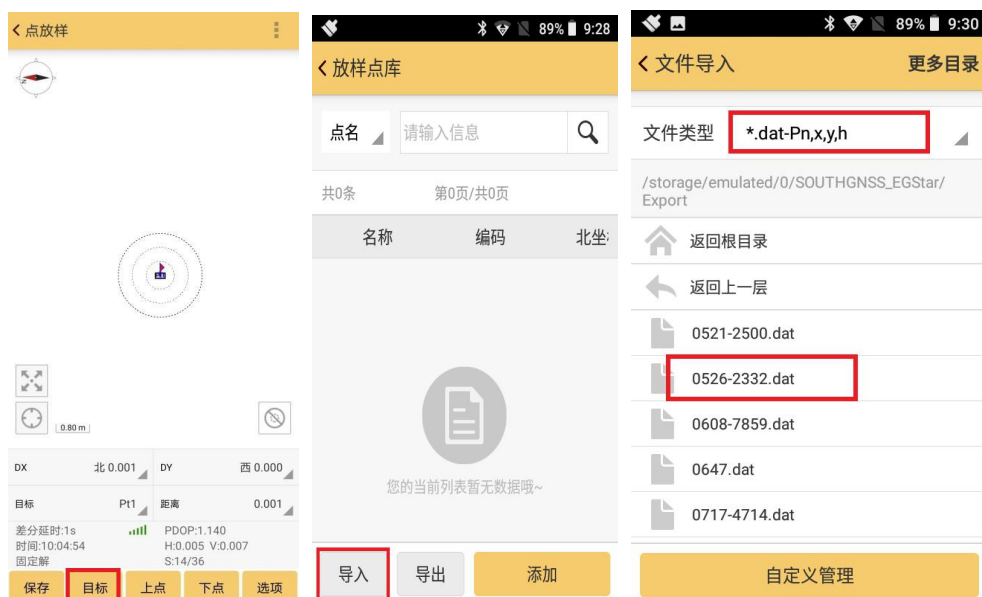 点放样
0.80 m
DX 北 0.001 DY 西 0.000
目标 Pt1 距离 0.001
差分延时:1s PDOP:1.140
时间:10:04:54 H:0.005 V:0.007
固定解 S:14/36
保存 目标 上点 下点 选项
89% 9:28
放样点库
点名 请输入信息
共0条 第0页/共0页
名称 编码 北坐
您的当前列表暂无数据哦~
导入 导出 添加
89% 9:30
文件导入 更多目录
文件类型 *.dat-Pn,x,y,h
/storage/emulated/0/SOUTHGNSS_EGStar/
Export
返回根目录
返回上一层
0521-2500.dat
0526-2332.dat
0608-7859.dat
0647.dat
0717-4714.dat
自定义管理